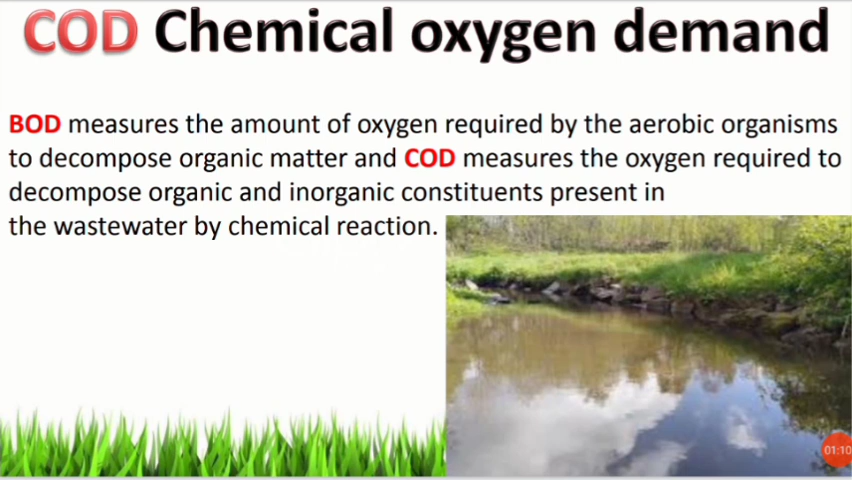 COD Chemical oxygen demand
BOD measures the amount of oxygen required by the aerobic organisms
to decompose organic matter and COD measures the oxygen required to
decompose organic and inorganic constituents present in
the wastewater by chemical reaction.
01:10